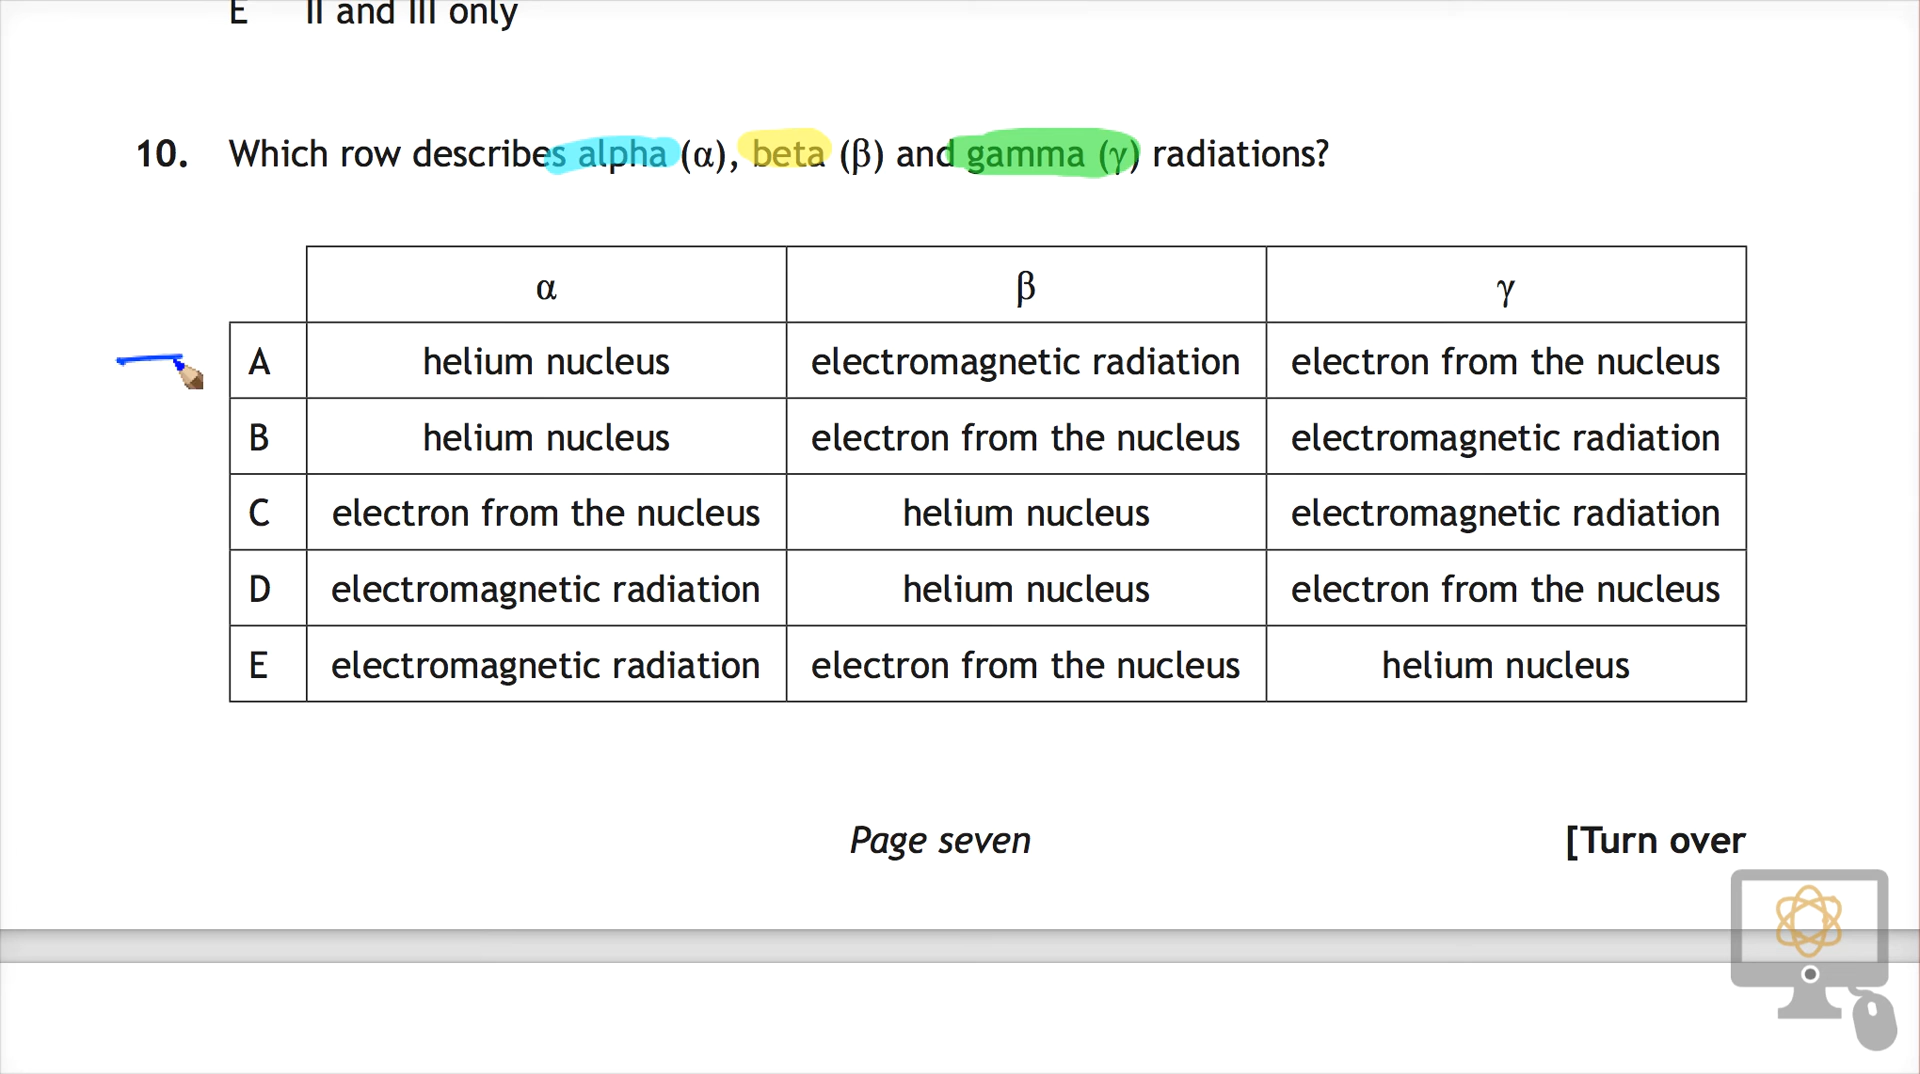 E II and III only
10. Which row describes alpha (α), beta (β) and gamma (γ) radiations?
α β γ
A helium nucleus electromagnetic radiation electron from the nucleus
B helium nucleus electron from the nucleus electromagnetic radiation
C electron from the nucleus helium nucleus electromagnetic radiation
D electromagnetic radiation helium nucleus electron from the nucleus
E electromagnetic radiation electron from the nucleus helium nucleus
Page seven [Turn over